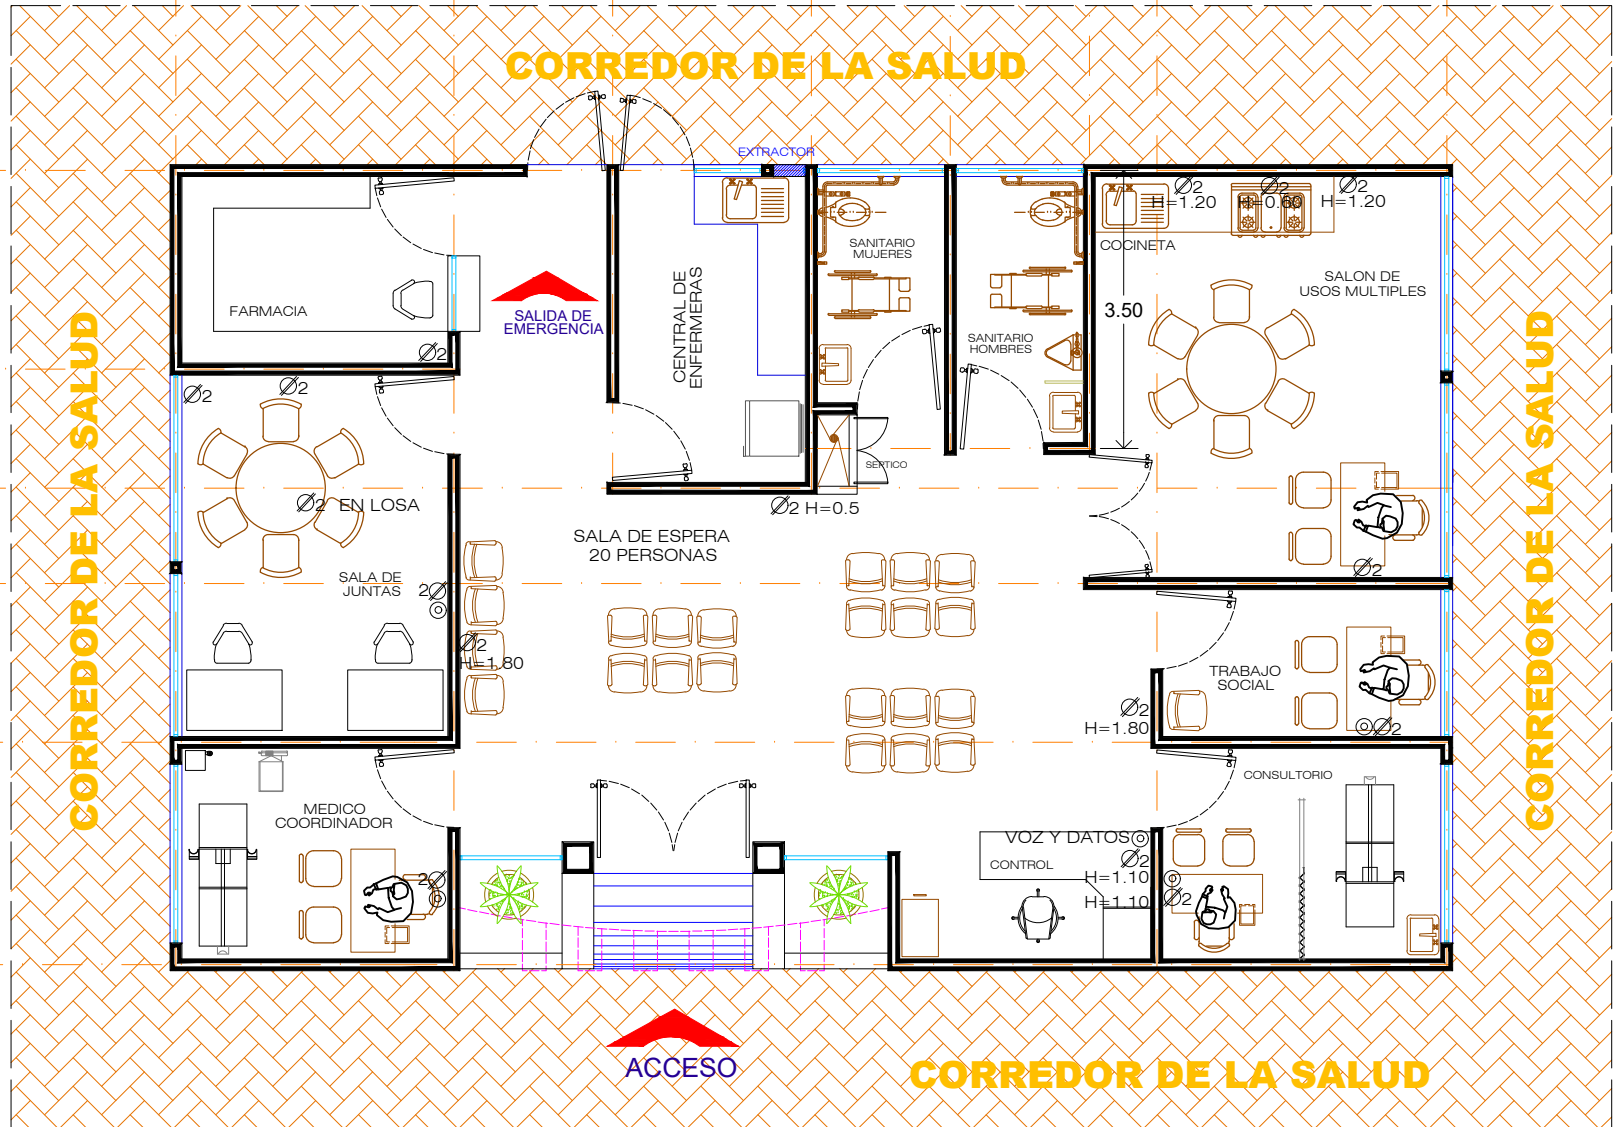 CORREDOR DE LA SALUD
EXTRACTOR
Ø2
H=1.20
Ø2
H=0.60
Ø2
H=1.20
COCINETA
SANITARIO
MUJERES
SALON DE
USOS MULTIPLES
3.50
CENTRAL DE
ENFERMERAS
FARMACIA
SALIDA DE
EMERGENCIA
SANITARIO
HOMBRES
Ø2
Ø2
Ø2
CORREDOR DE LA SALUD
CORREDOR DE LA SALUD
SEPTICO
Ø2 EN LOSA
Ø2 H=0.5
SALA DE ESPERA
20 PERSONAS
SALA DE
JUNTAS
2Ø
Ø2
Ø2
H=1.80
TRABAJO
SOCIAL
Ø2
H=1.80
Ø2
CONSULTORIO
MEDICO
COORDINADOR
VOZ Y DATOS
CONTROL
Ø2
H=1.10
H=1.10
Ø2
2Ø
ACCESO
CORREDOR DE LA SALUD